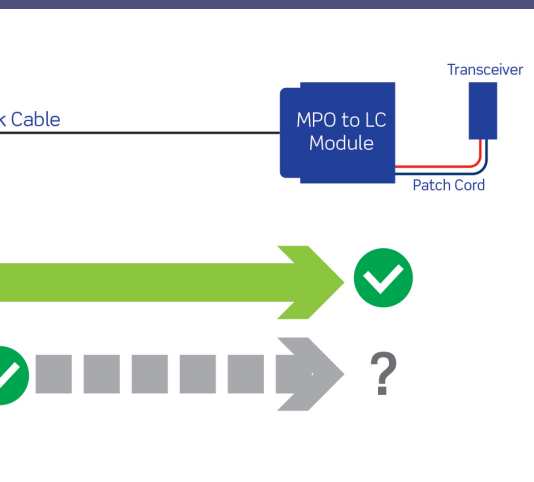 Transceiver
k Cable
MPO to LC
Module
Patch Cord
?